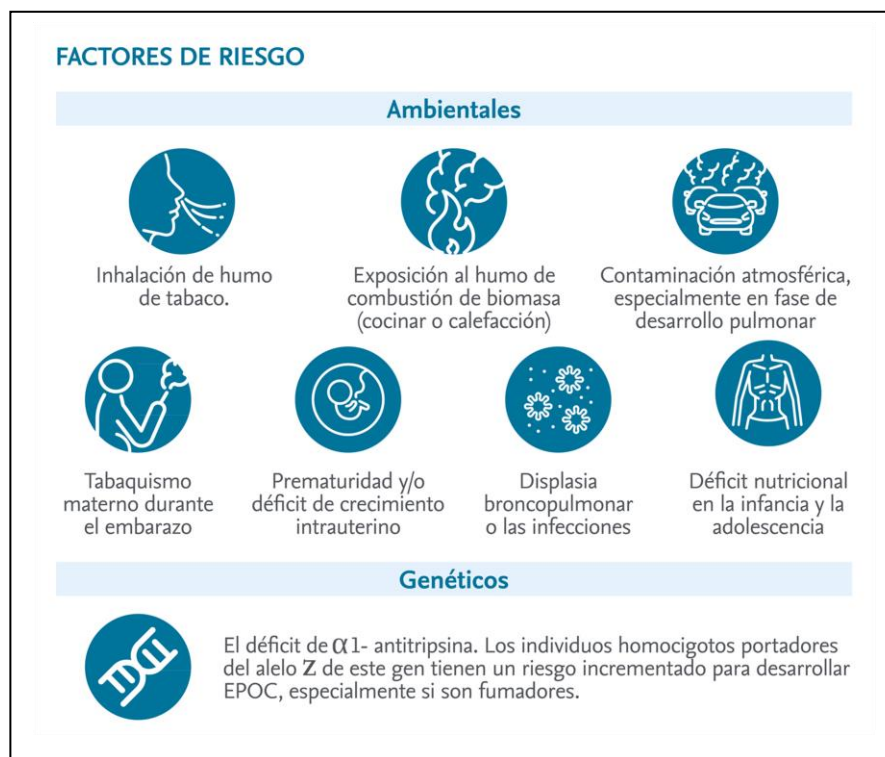 FACTORES DE RIESGO
Ambientales
Inhalación de humo
de tabaco.
Exposición al humo de
combustión de biomasa
(cocinar o calefacción)
Contaminación atmosférica,
especialmente en fase de
desarrollo pulmonar
Tabaquismo
materno durante
el embarazo
Prematuridad y/o
déficit de crecimiento
intrauterino
Displasia
broncopulmonar
o las infecciones
Déficit nutricional
en la infancia y la
adolescencia
Genéticos
El déficit de α1- antitripsina. Los individuos homocigotos portadores
del alelo Z de este gen tienen un riesgo incrementado para desarrollar
EPOC, especialmente si son fumadores.